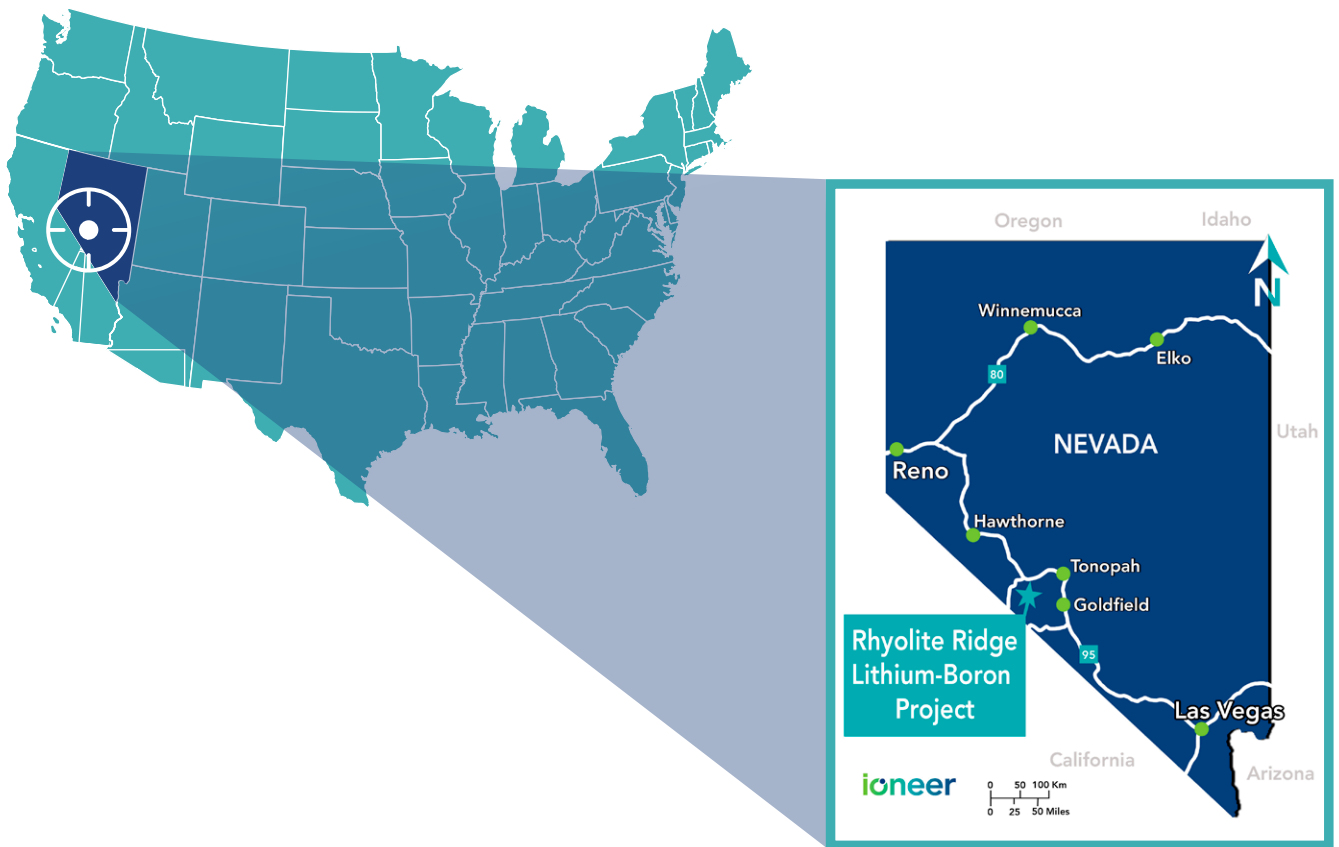 Oregon
Idaho
N
Winnemucca
Elko
80
Utah
NEVADA
Reno
Hawthorne
Tonopah
Goldfield
Rhyolite Ridge
Lithium-Boron
Project
95
Las Vegas
California
Arizona
ioneer
0 50 100 Km
0 25 50 Miles